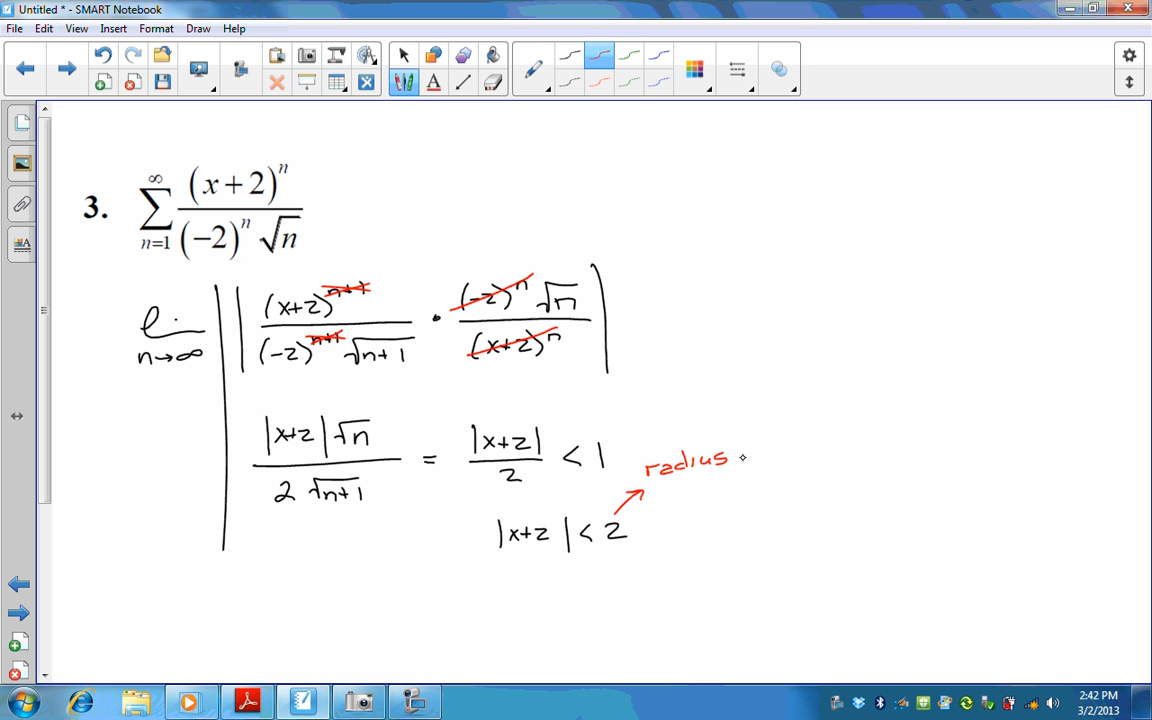 Untitled * - SMART Notebook
File Edit View Insert Format Draw Help
3. ∑_{n=1}^{∞} (x+2)^n / ((−2)^n √n)
lim_{n→∞} | (x+2)^{n+1} / ((-2)^{n+1} √(n+1)) • (-2)^n √n / (x+2)^n |
|x+2| √n / (2 √(n+1)) = |x+2| / 2 < 1
radius
|x+2| < 2
2:42 PM
3/2/2013